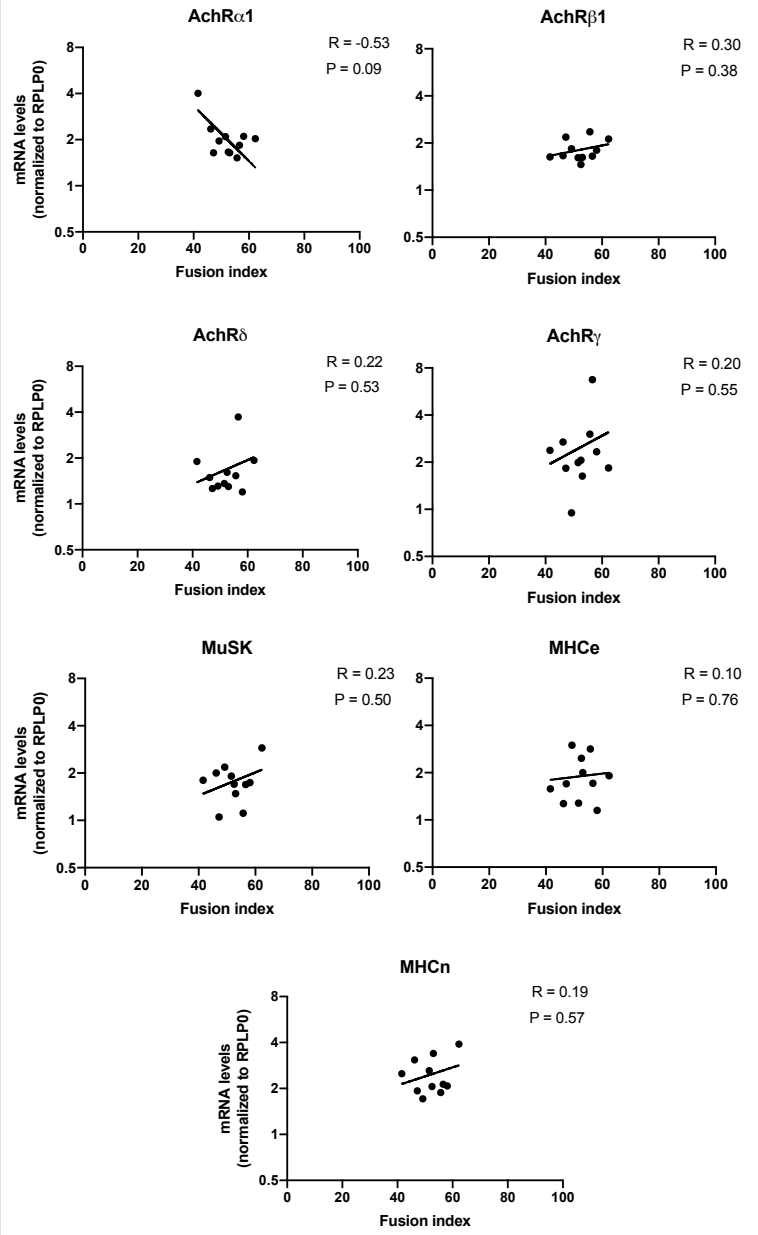 AchRα1
R = -0.53
P = 0.09
mRNA levels
(normalized to RPLP0)
8
4
2
1
0.5
0 20 40 60 80 100
Fusion index
AchRβ1
R = 0.30
P = 0.38
8
4
2
1
0.5
0 20 40 60 80 100
Fusion index
AchRδ
R = 0.22
P = 0.53
mRNA levels
(normalized to RPLP0)
8
4
2
1
0.5
0 20 40 60 80 100
Fusion index
AchRγ
R = 0.20
P = 0.55
8
4
2
1
0.5
0 20 40 60 80 100
Fusion index
MuSK
R = 0.23
P = 0.50
mRNA levels
(normalized to RPLP0)
8
4
2
1
0.5
0 20 40 60 80 100
Fusion index
MHCe
R = 0.10
P = 0.76
8
4
2
1
0.5
0 20 40 60 80 100
Fusion index
MHCn
R = 0.19
P = 0.57
mRNA levels
(normalized to RPLP0)
8
4
2
1
0.5
0 20 40 60 80 100
Fusion index